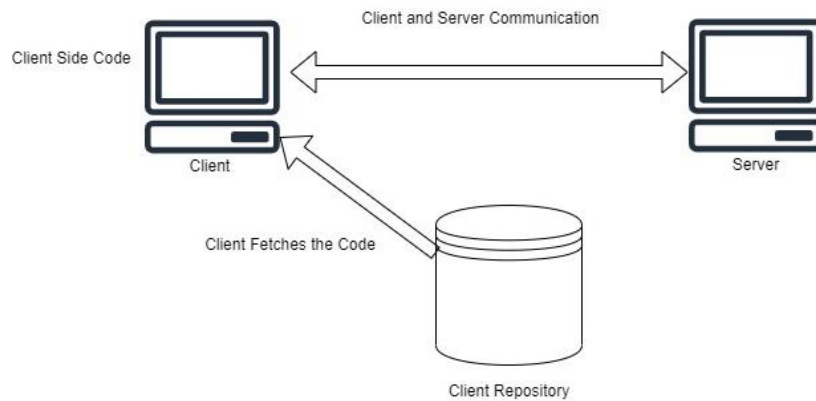 Client and Server Communication
Client Side Code
Client
Server
Client Fetches the Code
Client Repository